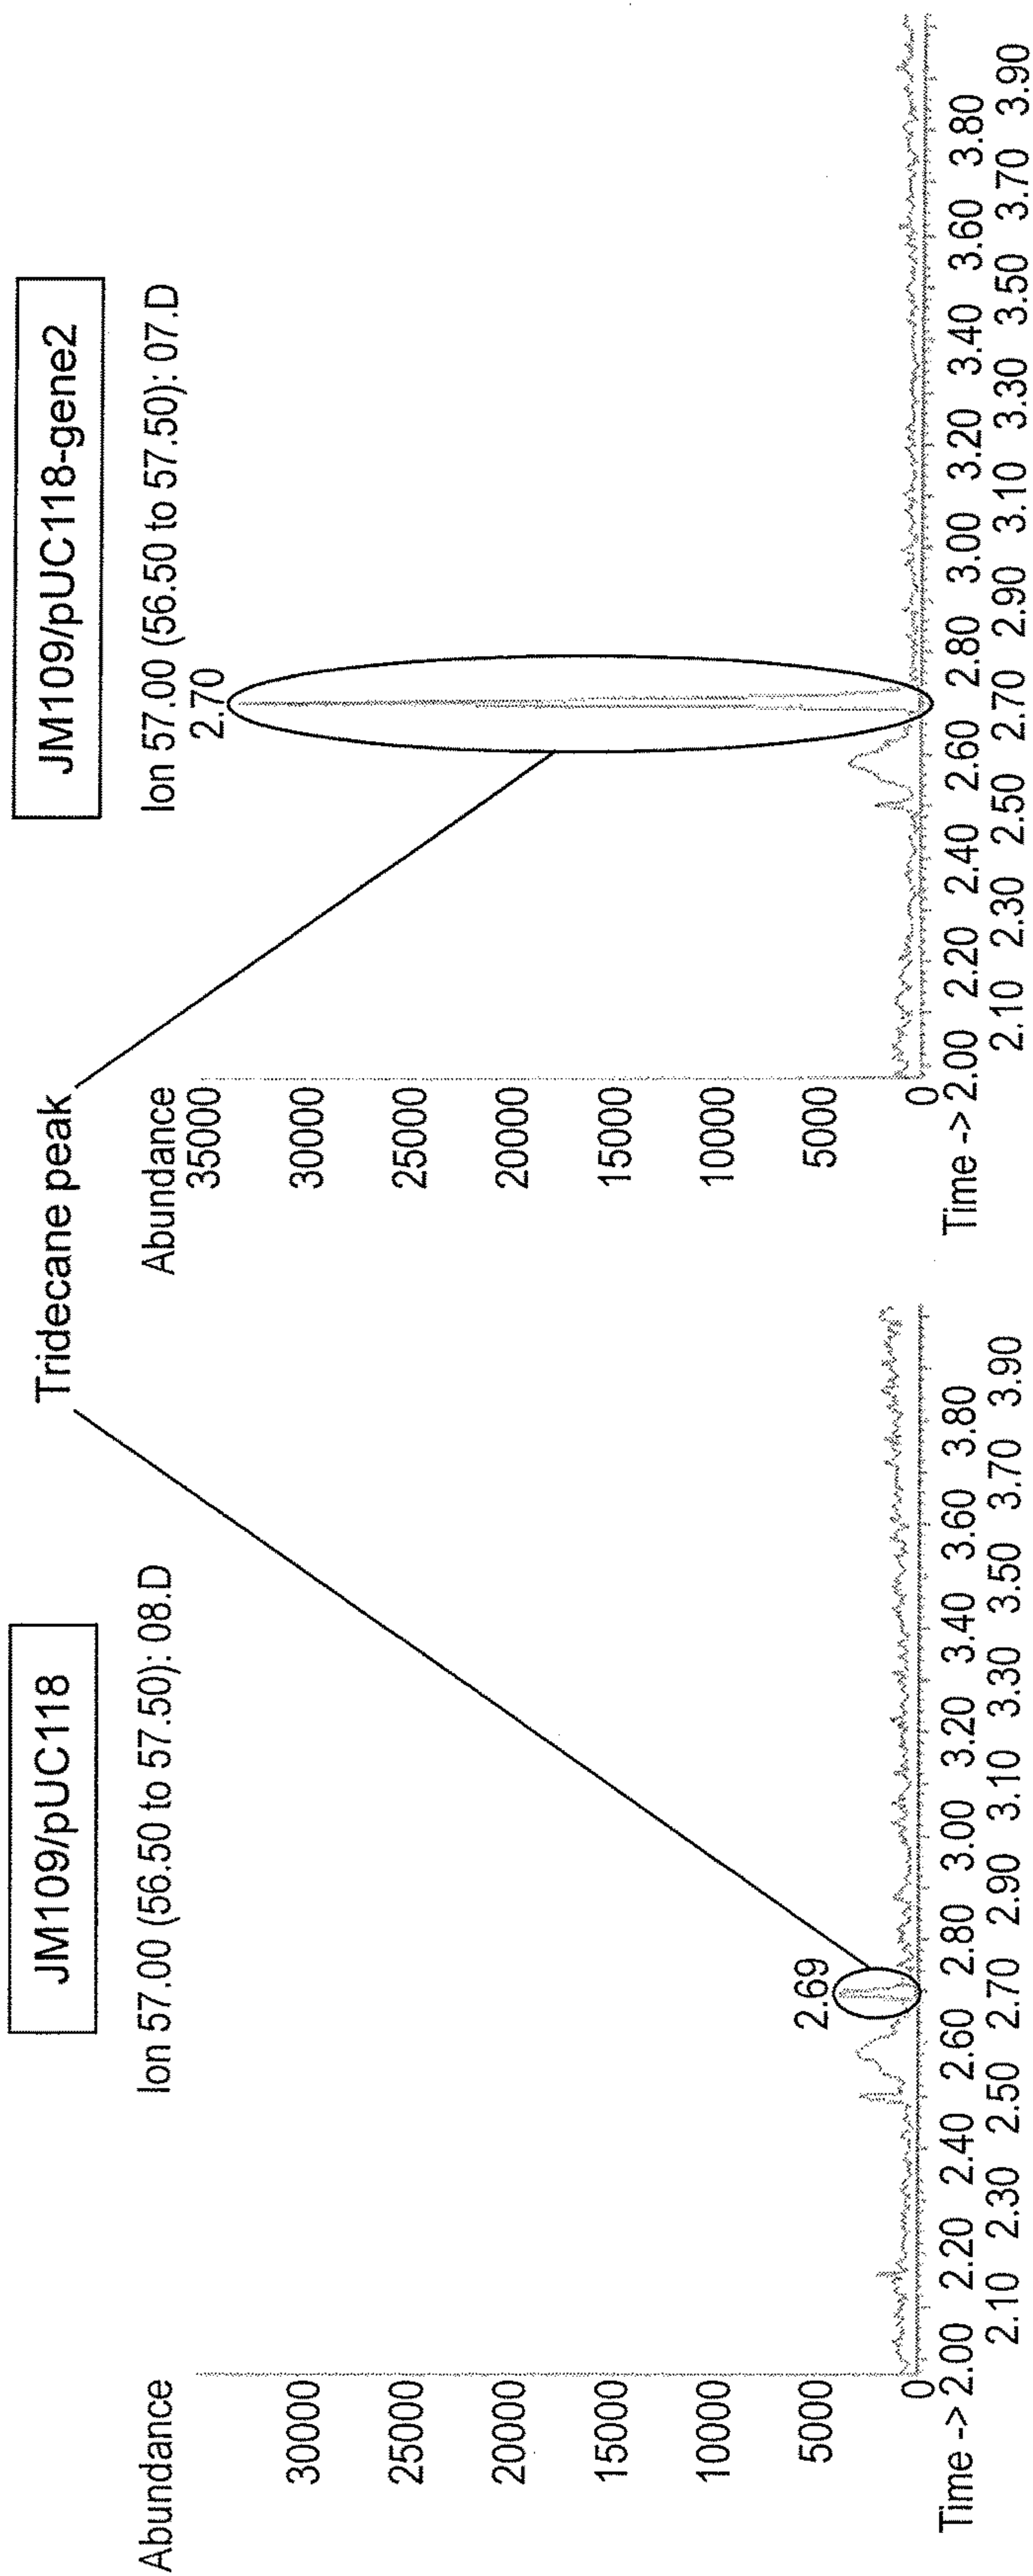 Tridecane peak
JM109/pUC118
Ion 57.00 (56.50 to 57.50): 08.D
Abundance
30000
25000
20000
15000
10000
5000
0
2.69
Time -> 2.00 2.20 2.40 2.60 2.80 3.00 3.20 3.40 3.60 3.80
2.10 2.30 2.50 2.70 2.90 3.10 3.30 3.50 3.70 3.90
JM109/pUC118-gene2
Ion 57.00 (56.50 to 57.50): 07.D
Abundance
2.70
35000
30000
25000
20000
15000
10000
5000
0
Time -> 2.00 2.20 2.40 2.60 2.80 3.00 3.20 3.40 3.60 3.80
2.10 2.30 2.50 2.70 2.90 3.10 3.30 3.50 3.70 3.90